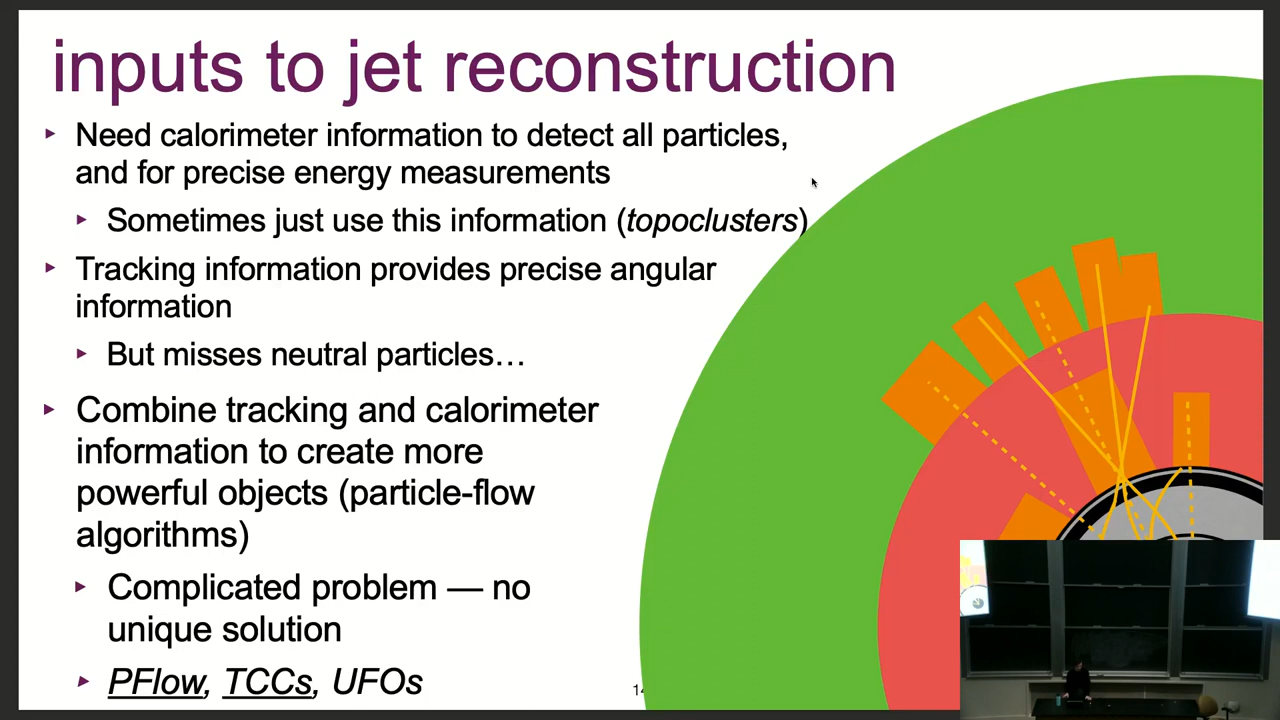 inputs to jet reconstruction
▸ Need calorimeter information to detect all particles,
and for precise energy measurements
▸ Sometimes just use this information (topoclusters)
▸ Tracking information provides precise angular
information
▸ But misses neutral particles…
▸ Combine tracking and calorimeter
information to create more
powerful objects (particle-flow
algorithms)
▸ Complicated problem — no
unique solution
▸ PFlow, TCCs, UFOs